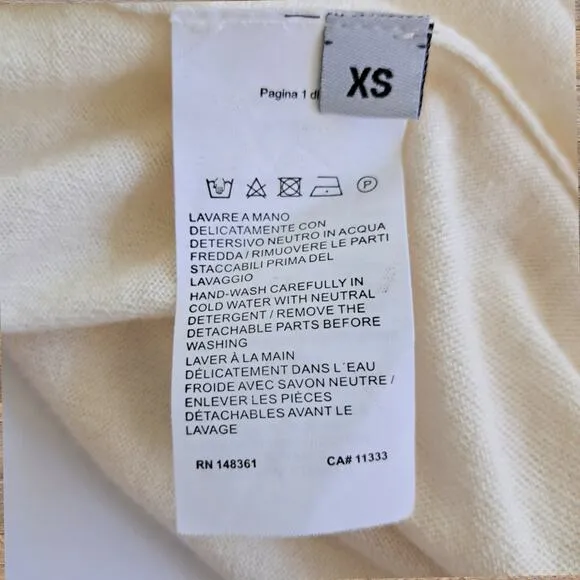 XS
Pagina 1 di
P
LAVARE A MANO
DELICATAMENTE CON
DETERSIVO NEUTRO IN ACQUA
FREDDA / RIMUOVERE LE PARTI
STACCABILI PRIMA DEL
LAVAGGIO
HAND-WASH CAREFULLY IN
COLD WATER WITH NEUTRAL
DETERGENT / REMOVE THE
DETACHABLE PARTS BEFORE
WASHING
LAVER À LA MAIN
DÉLICATEMENT DANS L´EAU
FROIDE AVEC SAVON NEUTRE /
ENLEVER LES PIÈCES
DÉTACHABLES AVANT LE
LAVAGE
RN 148361 CA# 11333